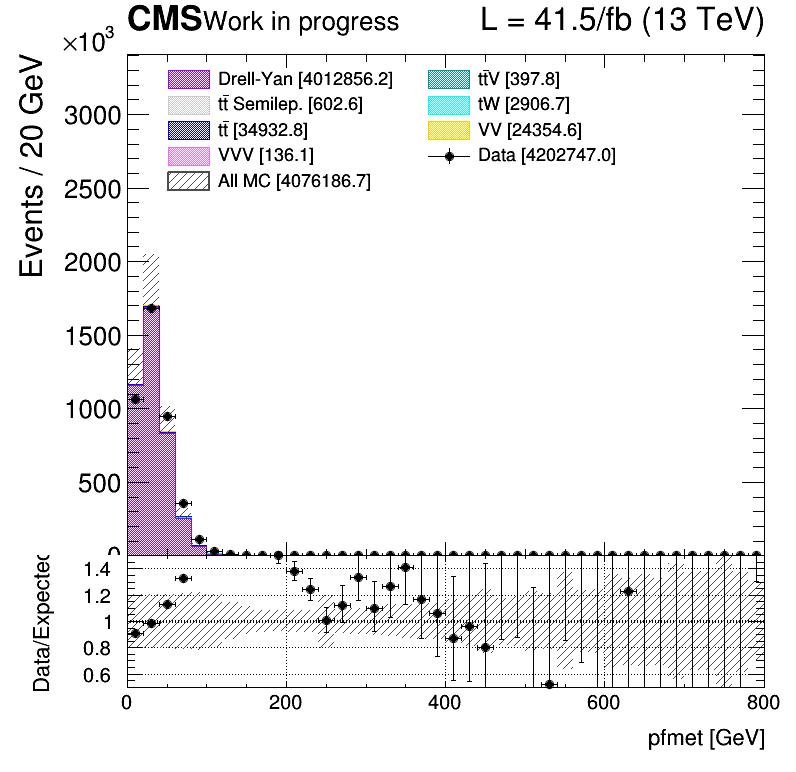 CMS Work in progress L = 41.5/fb (13 TeV)
×10³
Events / 20 GeV
Drell-Yan [4012856.2]
tt̄ Semilep. [602.6]
tt̄ [34932.8]
VVV [136.1]
All MC [4076186.7]
tt̄V [397.8]
tW [2906.7]
VV [24354.6]
Data [4202747.0]
3000
2500
2000
1500
1000
500
0
Data/Expected
1.4
1.2
1
0.8
0.6
0 200 400 600 800
pfmet [GeV]